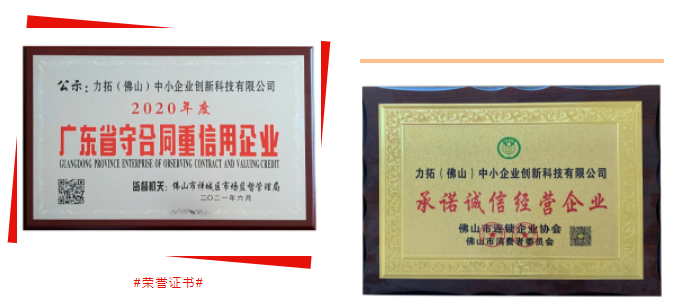 公示：力拓（佛山）中小企业创新科技有限公司
2020年度
广东省守合同重信用企业
GUANGDONG PROVINCE ENTERPRISE OF OBSERVING CONTRACT AND VALUING CREDIT
监督机关：佛山市禅城区市场监督管理局
二〇二一年六月
#荣誉证书#
力拓（佛山）中小企业创新科技有限公司
承诺诚信经营企业
佛山市连锁企业协会
佛山市消费者委员会